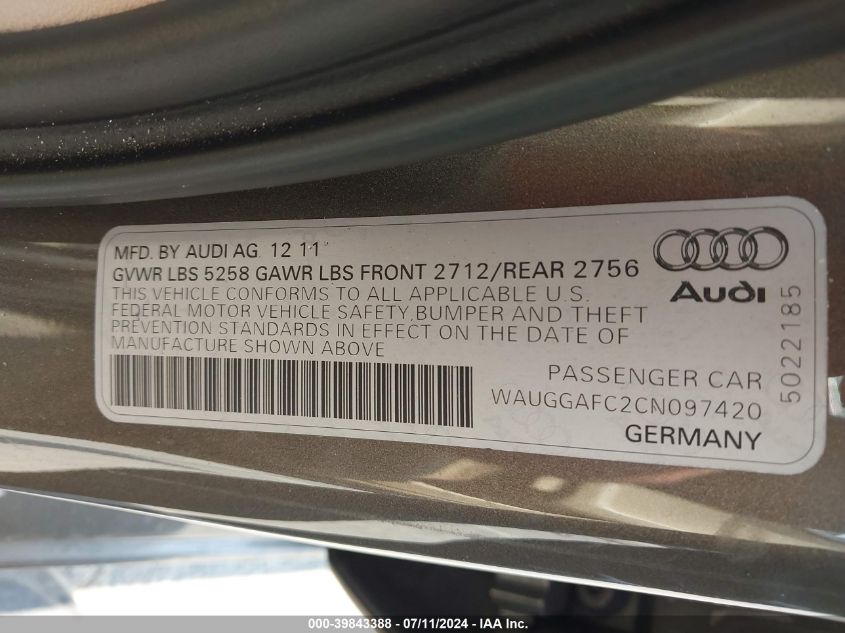 MFD. BY AUDI AG 12 11
GVWR LBS 5258 GAWR LBS FRONT 2712/REAR 2756
THIS VEHICLE CONFORMS TO ALL APPLICABLE U.S.
FEDERAL MOTOR VEHICLE SAFETY,BUMPER AND THEFT
PREVENTION STANDARDS IN EFFECT ON THE DATE OF
MANUFACTURE SHOWN ABOVE
Audi
PASSENGER CAR
WAUGGAFC2CN097420
GERMANY
5022185
000-39843388 - 07/11/2024 - IAA Inc.